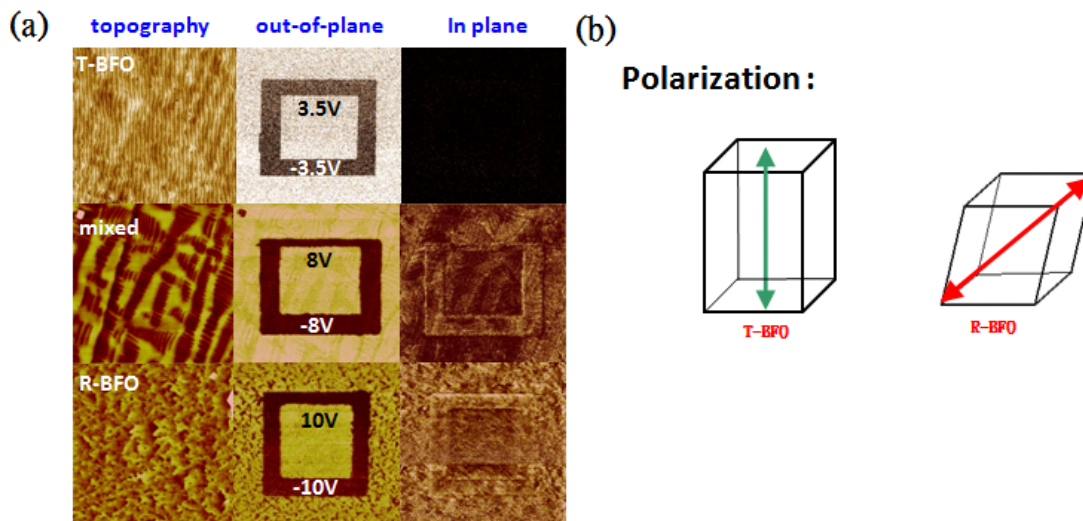 (a)
topography out-of-plane In plane
T-BFO
3.5V
-3.5V
mixed
8V
-8V
R-BFO
10V
-10V
(b)
Polarization :
T-BFO
R-BFO